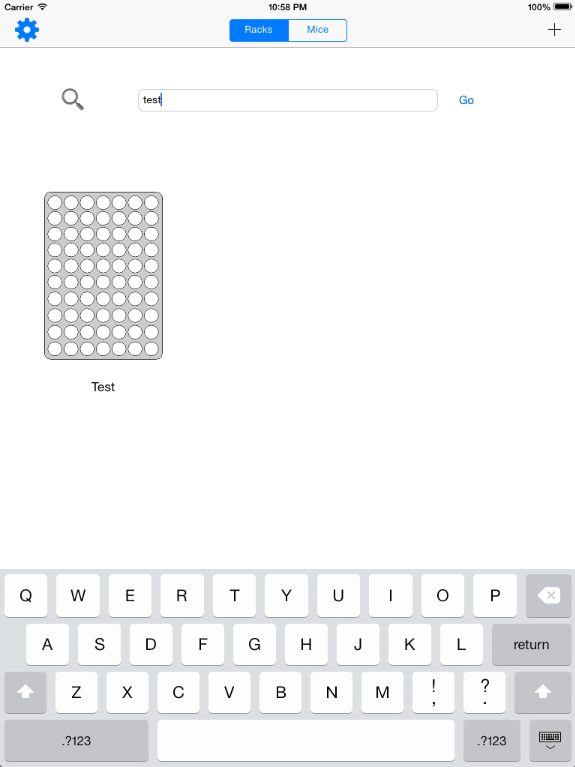 Carrier 10:58 PM 100%
Racks Mice
test Go
Test
Q W E R T Y U I O P
A S D F G H J K L return
Z X C V B N M ! , ? .
.?123 .?123